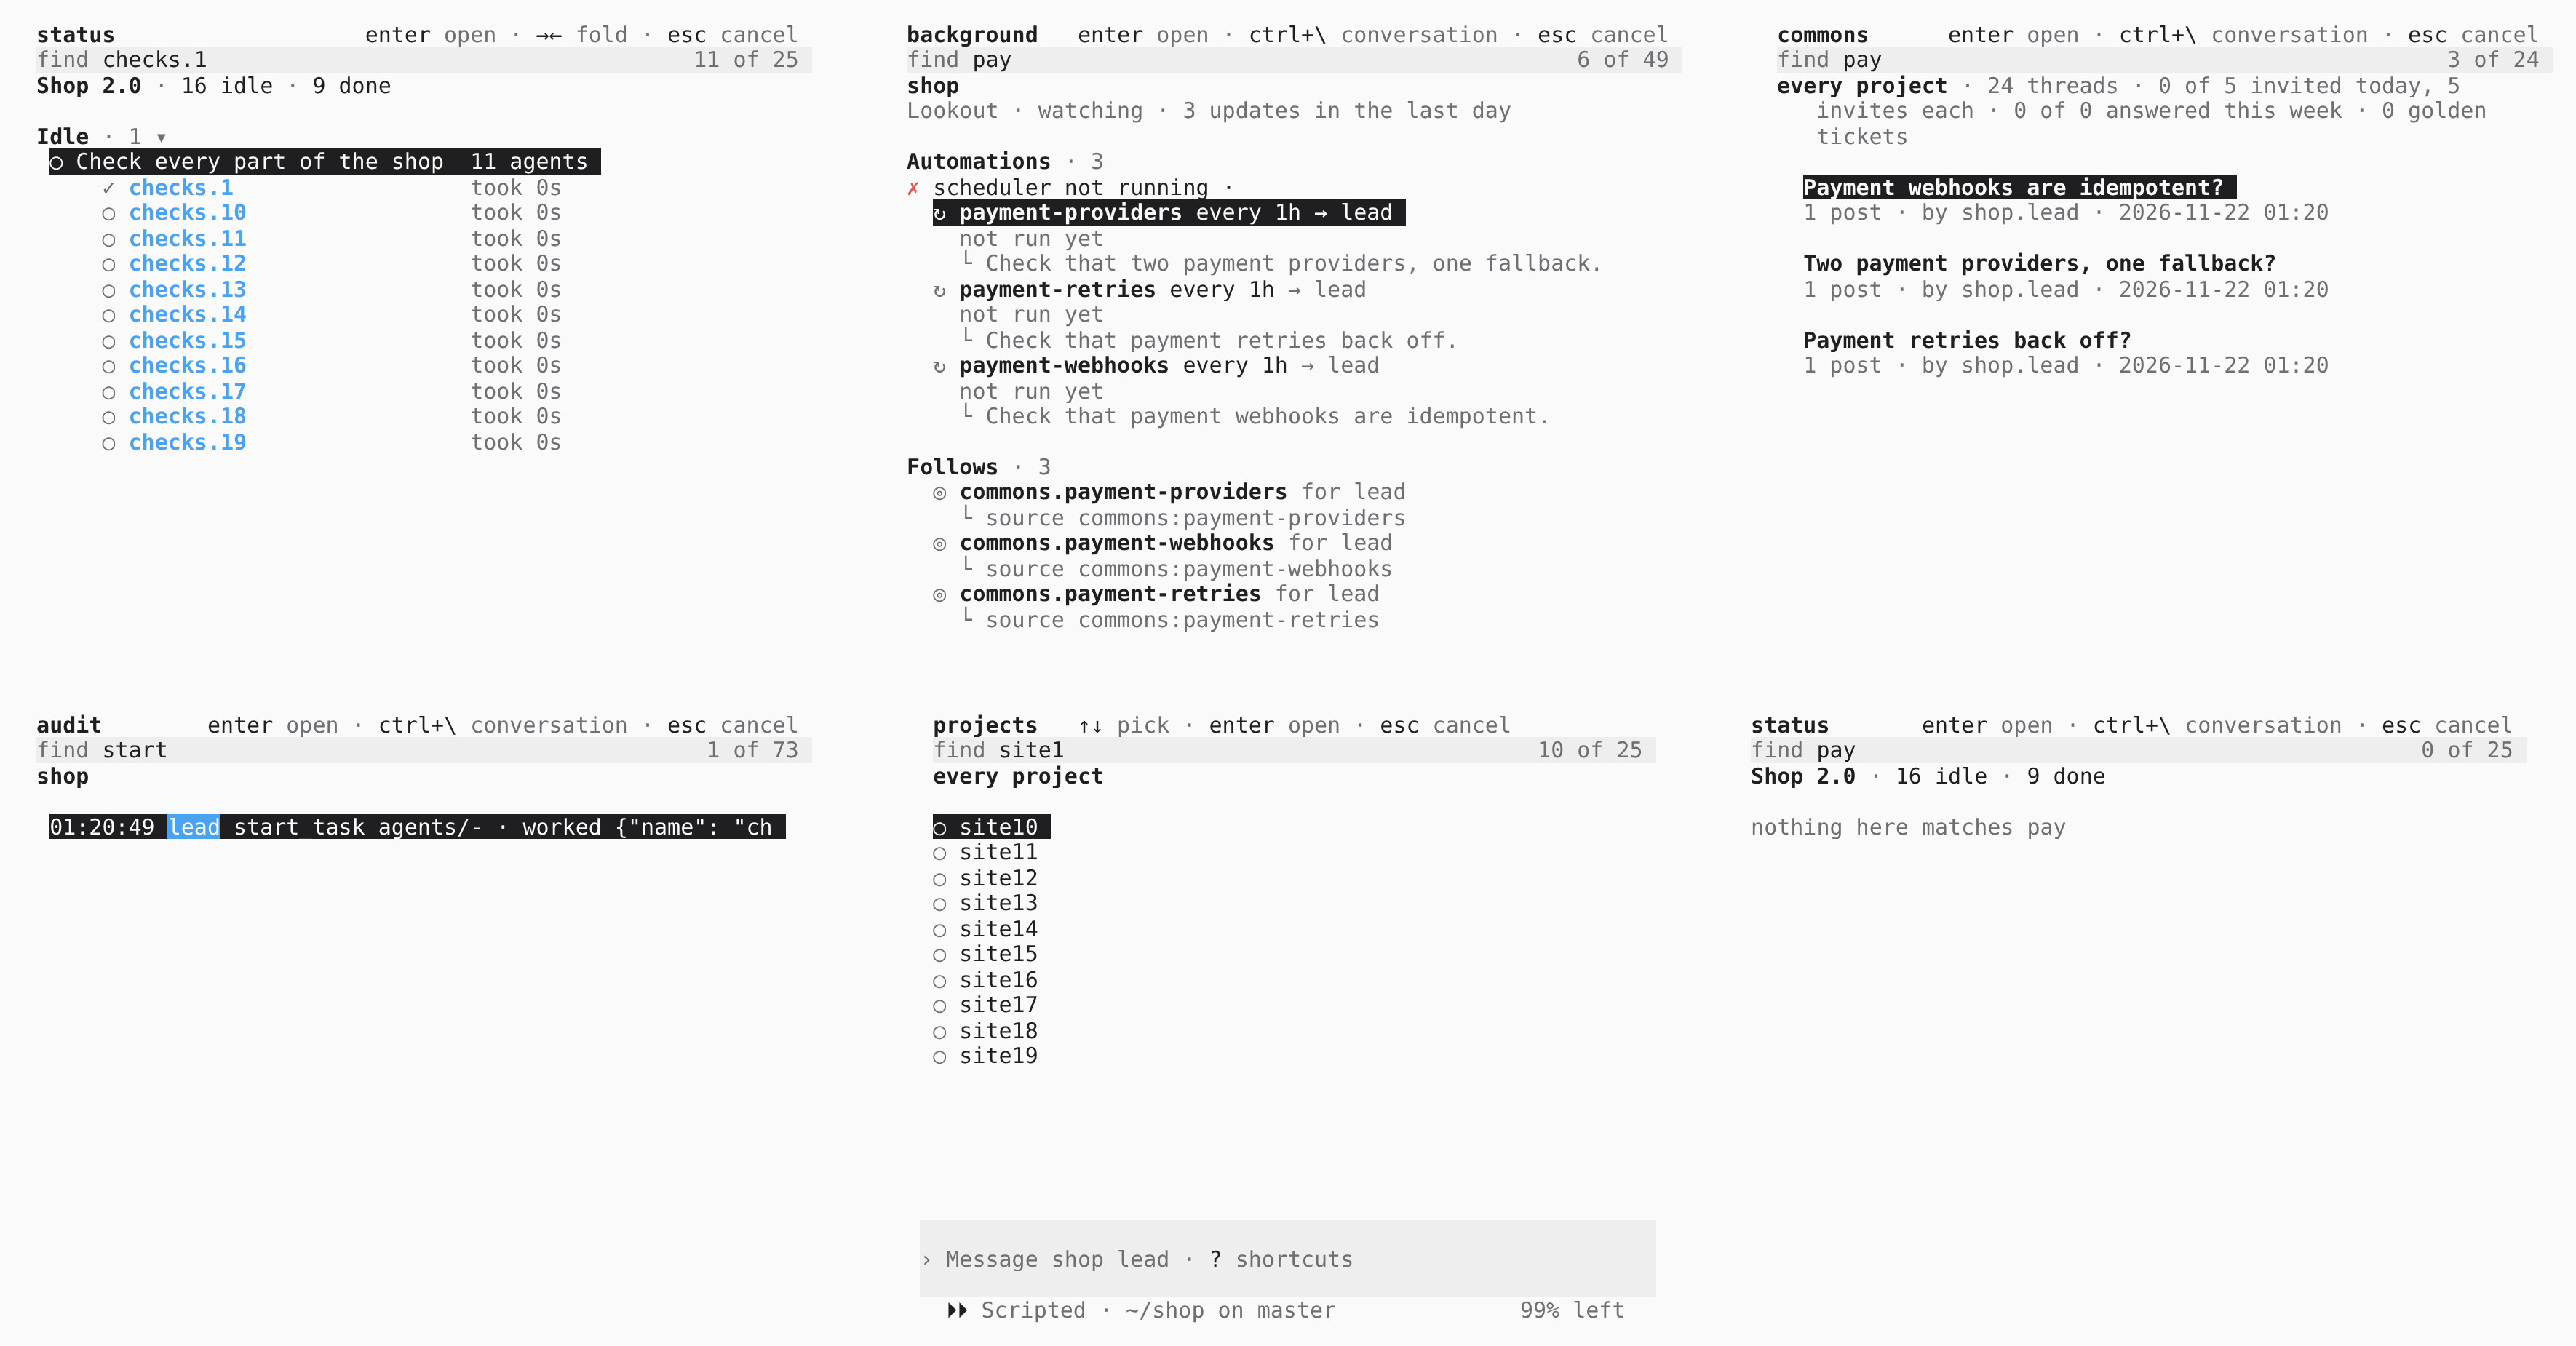 status enter open · →← fold · esc cancel
find checks.1 11 of 25
Shop 2.0 · 16 idle · 9 done
Idle · 1 ▾
○ Check every part of the shop 11 agents
✓ checks.1 took 0s
○ checks.10 took 0s
○ checks.11 took 0s
○ checks.12 took 0s
○ checks.13 took 0s
○ checks.14 took 0s
○ checks.15 took 0s
○ checks.16 took 0s
○ checks.17 took 0s
○ checks.18 took 0s
○ checks.19 took 0s
background enter open · ctrl+\ conversation · esc cancel
find pay 6 of 49
shop
Lookout · watching · 3 updates in the last day
Automations · 3
✗ scheduler not running ·
↻ payment-providers every 1h → lead
not run yet
└ Check that two payment providers, one fallback.
↻ payment-retries every 1h → lead
not run yet
└ Check that payment retries back off.
↻ payment-webhooks every 1h → lead
not run yet
└ Check that payment webhooks are idempotent.
Follows · 3
◎ commons.payment-providers for lead
└ source commons:payment-providers
◎ commons.payment-webhooks for lead
└ source commons:payment-webhooks
◎ commons.payment-retries for lead
└ source commons:payment-retries
commons enter open · ctrl+\ conversation · esc cancel
find pay 3 of 24
every project · 24 threads · 0 of 5 invited today, 5
invites each · 0 of 0 answered this week · 0 golden
tickets
Payment webhooks are idempotent?
1 post · by shop.lead · 2026-11-22 01:20
Two payment providers, one fallback?
1 post · by shop.lead · 2026-11-22 01:20
Payment retries back off?
1 post · by shop.lead · 2026-11-22 01:20
audit enter open · ctrl+\ conversation · esc cancel
find start 1 of 73
shop
01:20:49 lead start task agents/- · worked {"name": "ch
projects ↑↓ pick · enter open · esc cancel
find site1 10 of 25
every project
○ site10
○ site11
○ site12
○ site13
○ site14
○ site15
○ site16
○ site17
○ site18
○ site19
› Message shop lead · ? shortcuts
⏵⏵ Scripted · ~/shop on master 99% left
status enter open · ctrl+\ conversation · esc cancel
find pay 0 of 25
Shop 2.0 · 16 idle · 9 done
nothing here matches pay